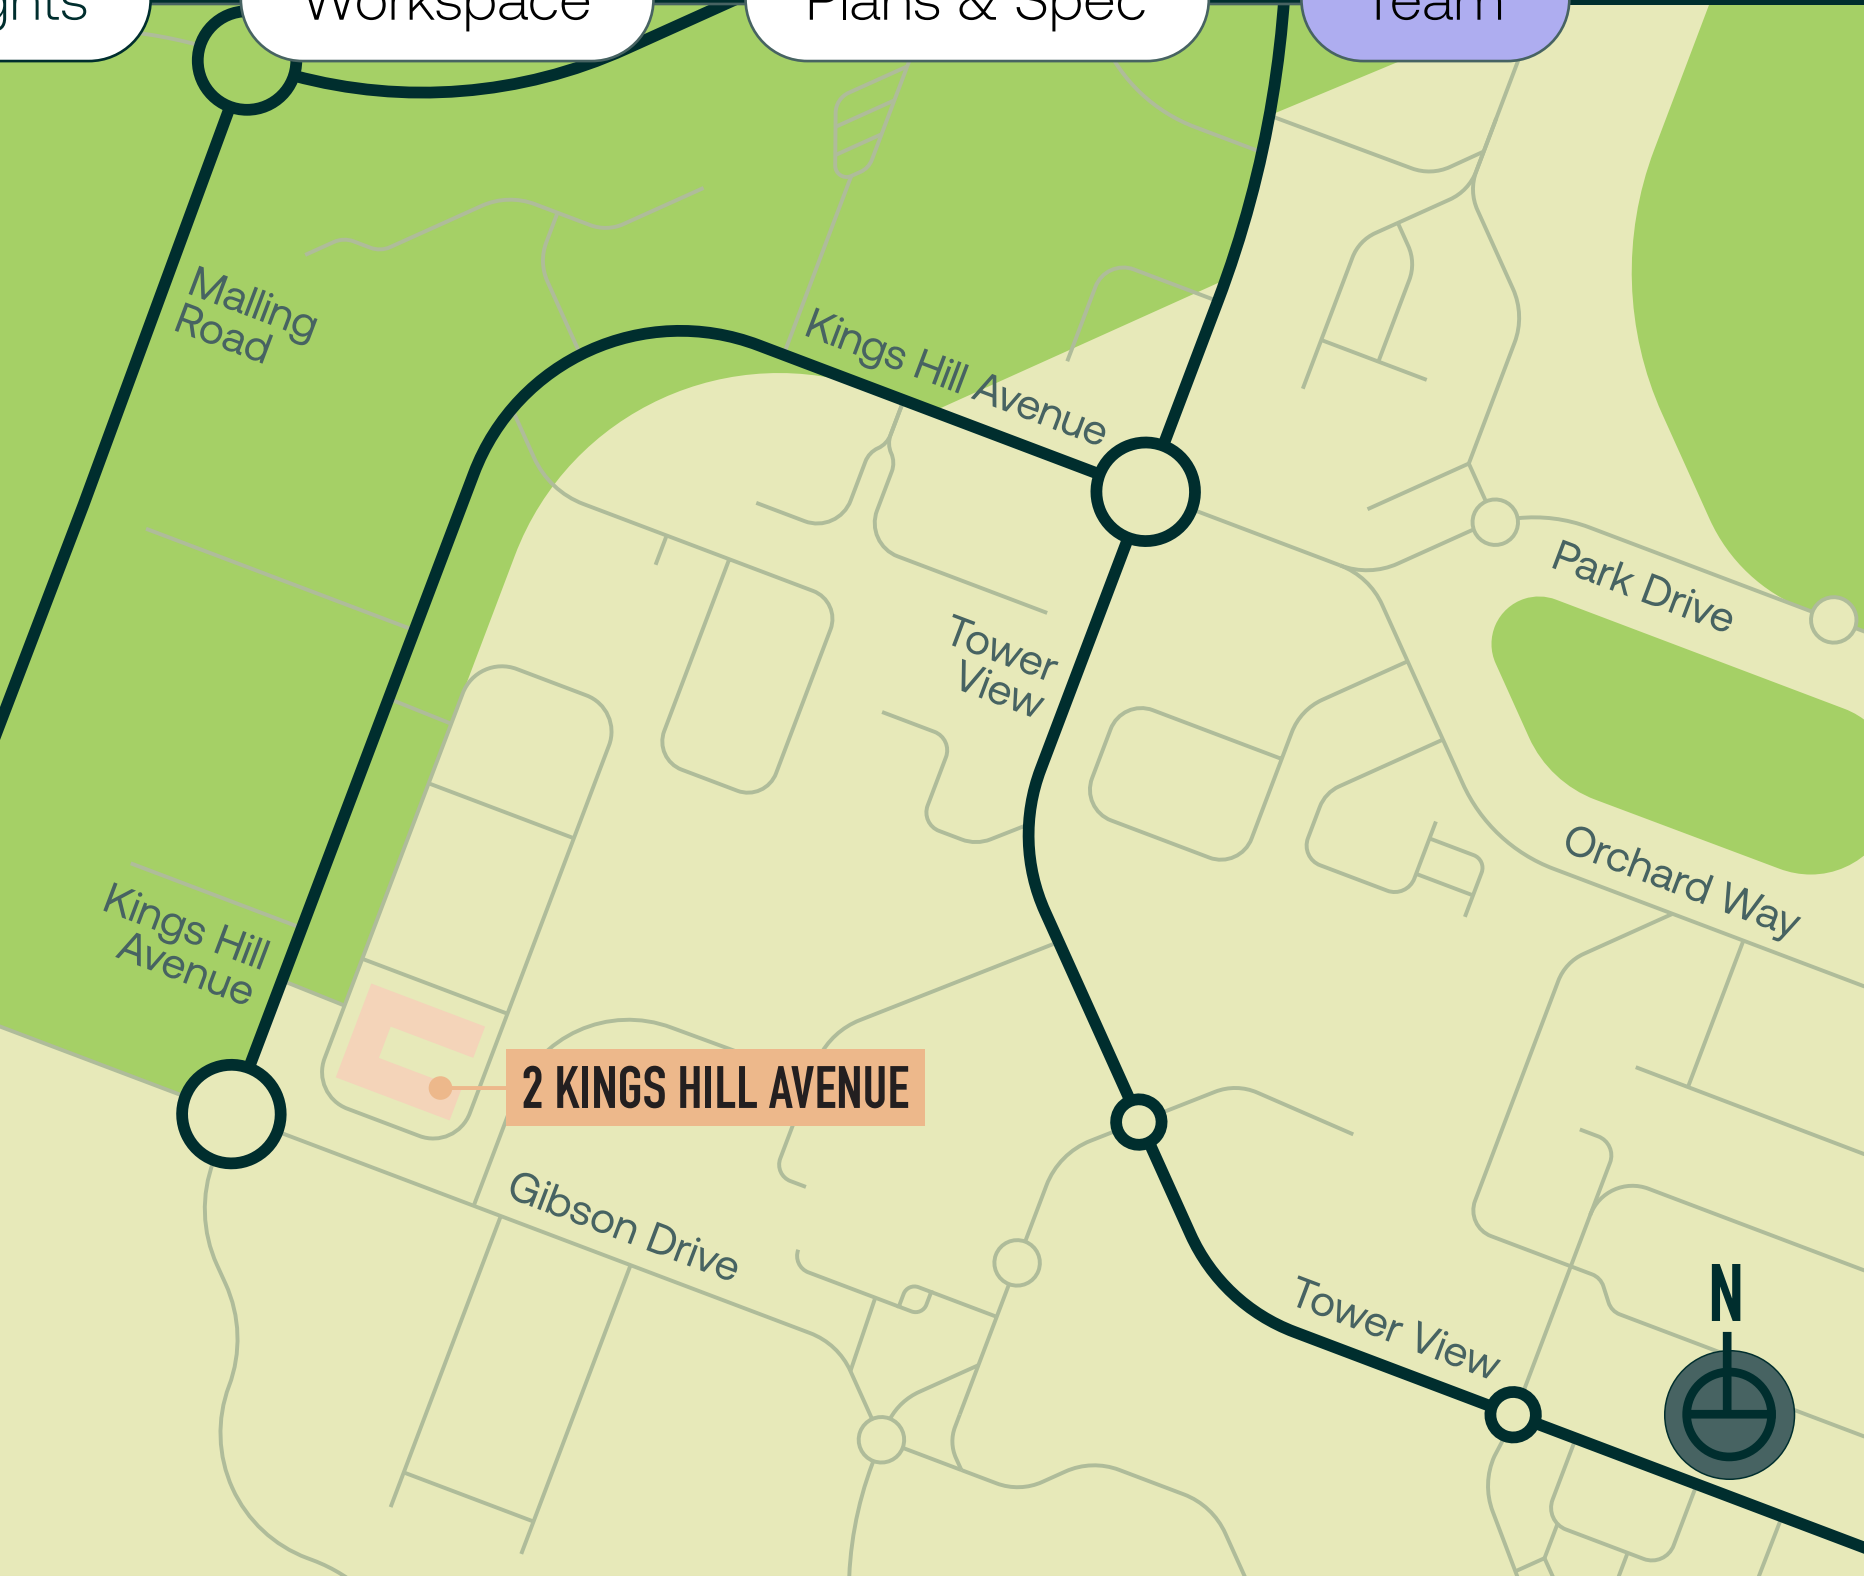 Workspace
Plans & Spec
Team
Malling
Road
Kings Hill Avenue
Park Drive
Tower
View
Orchard Way
Kings Hill
Avenue
2 KINGS HILL AVENUE
Gibson Drive
Tower View
N